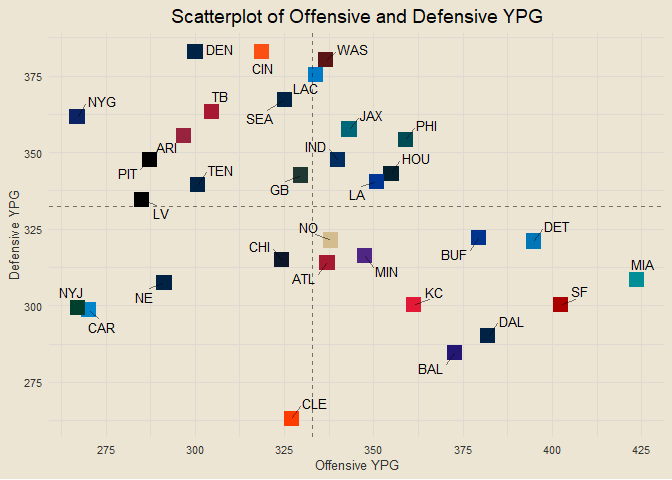 Scatterplot of Offensive and Defensive YPG
DEN
CIN
WAS
LAC
NYG
TB
SEA
JAX
PHI
ARI
PIT
TEN
IND
HOU
GB
LA
LV
NO
CHI
ATL
MIN
BUF
DET
MIA
NE
NYJ
CAR
KC
SF
DAL
BAL
CLE
375
350
325
300
275
Defensive YPG
275
300
325
350
375
400
425
Offensive YPG